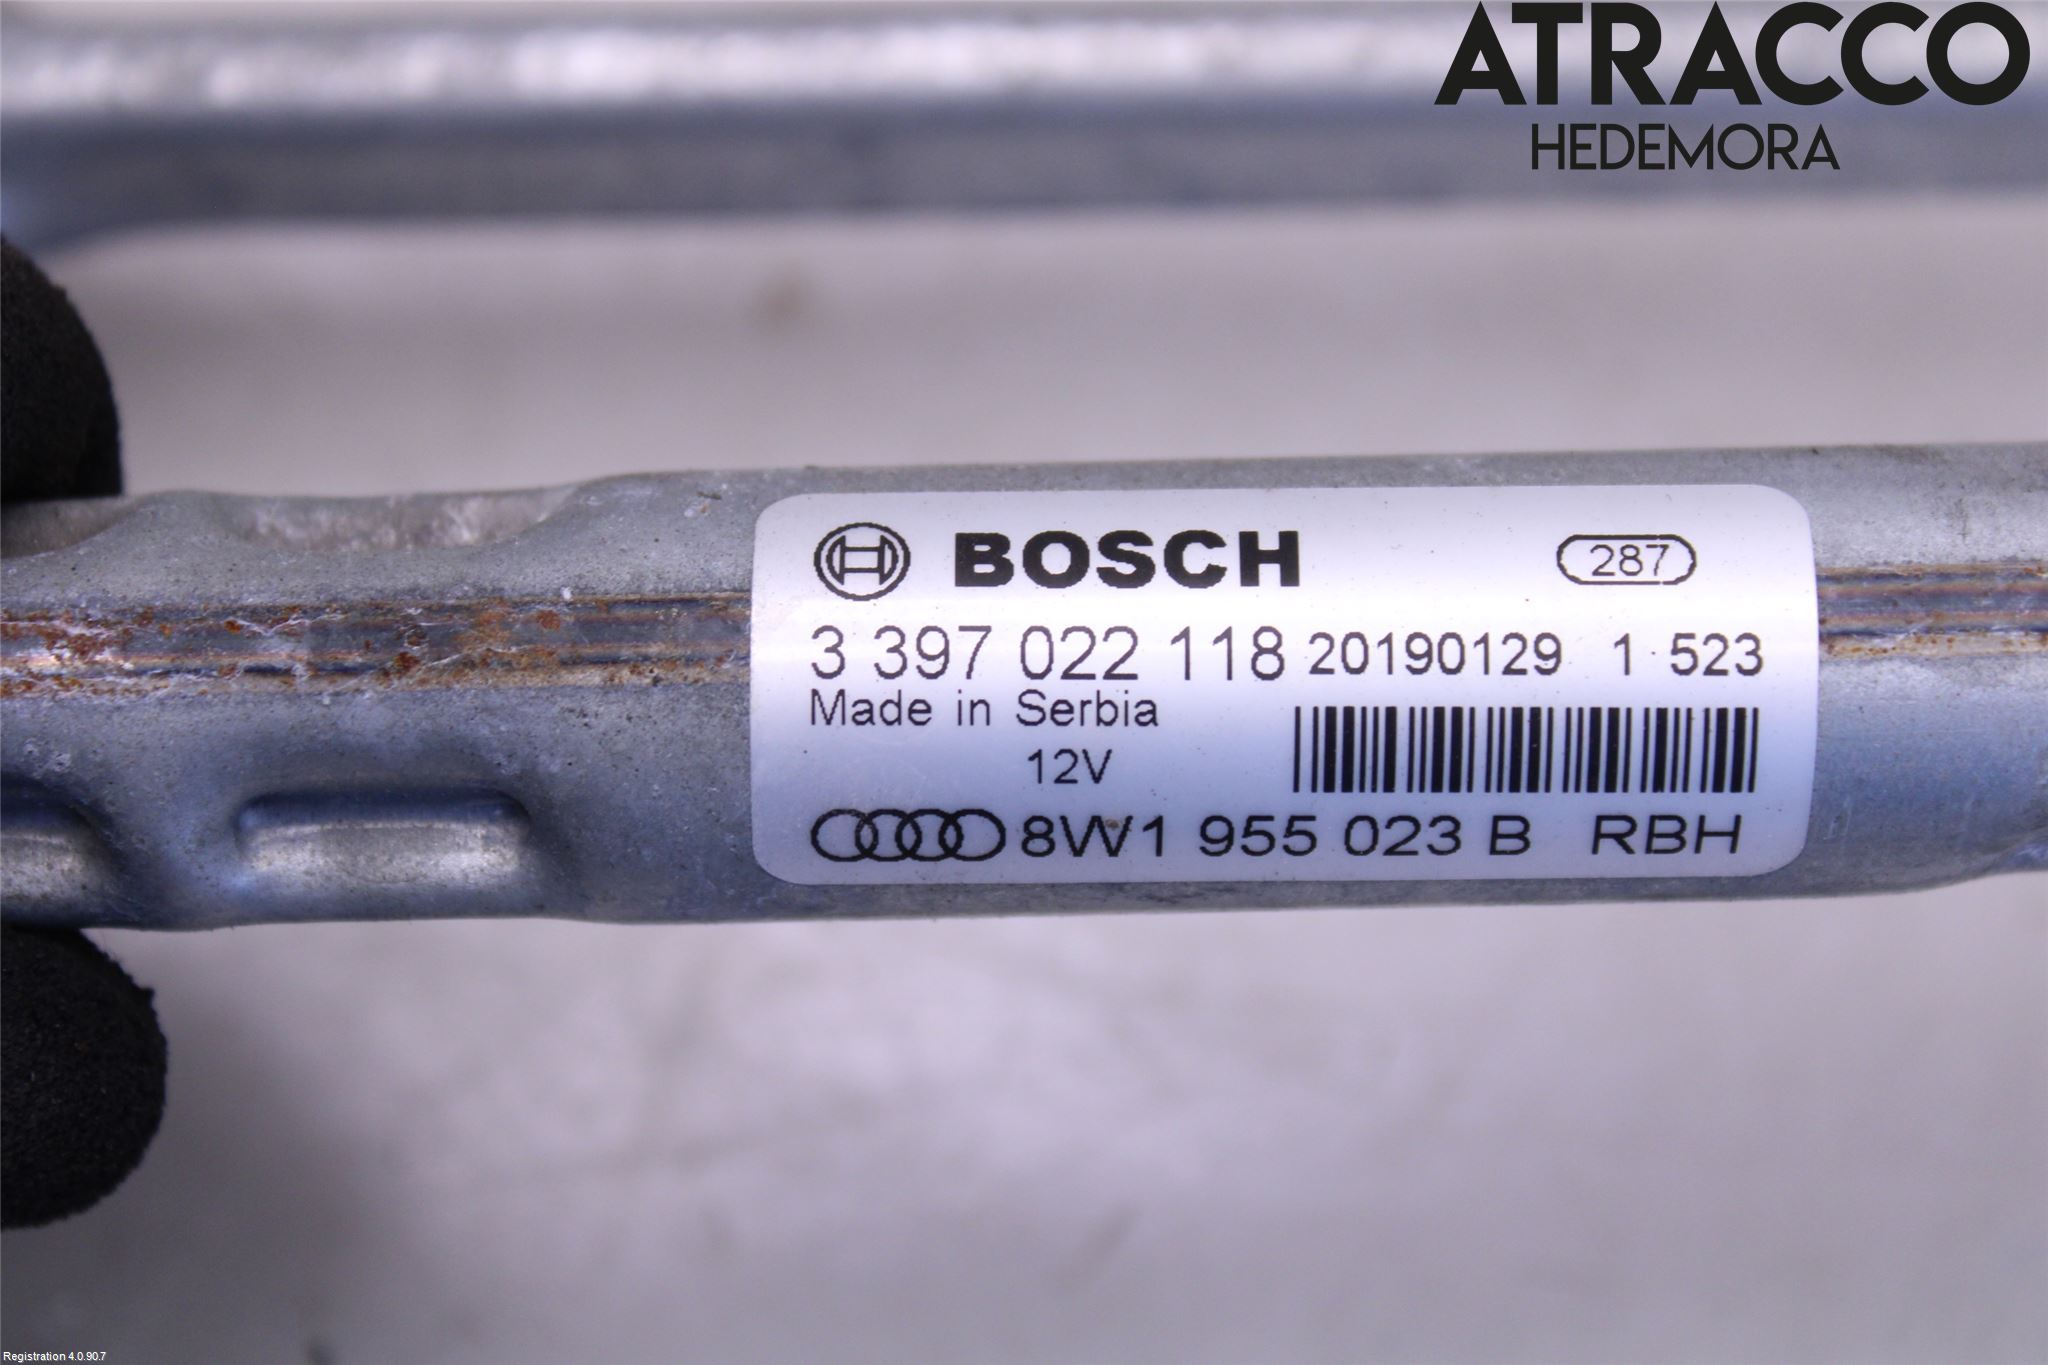 ATRACCO
HEDEMORA
BOSCH 287
3 397 022 118 20190129 1 523
Made in Serbia
12V
8W1 955 023 B RBH
Registration 4.0.90.7